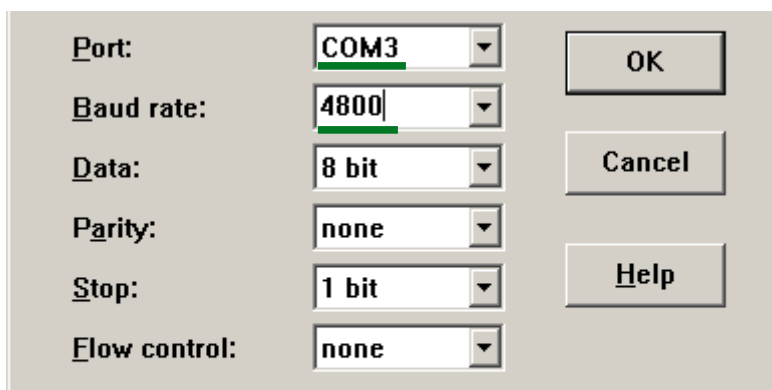 Port: COM3 OK
Baud rate: 4800
Data: 8 bit Cancel
Parity: none
Stop: 1 bit Help
Flow control: none